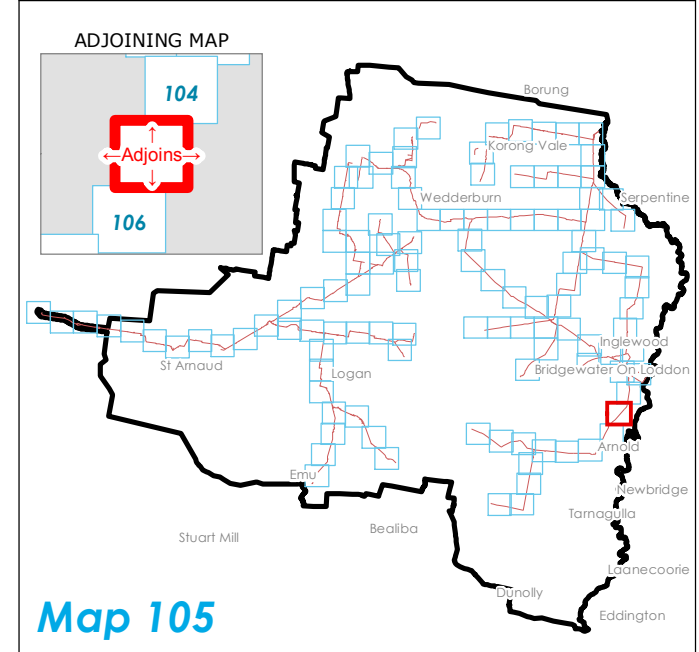 ADJOINING MAP
104
Adjoins
106
Borung
Korong Vale
Wedderburn
Serpentine
Inglewood
Bridgewater On Loddon
St Arnaud
Logan
Arnold
Emu
Newbridge
Tarnagulla
Bealiba
Stuart Mill
Laanecoorie
Dunolly
Eddington
Map 105